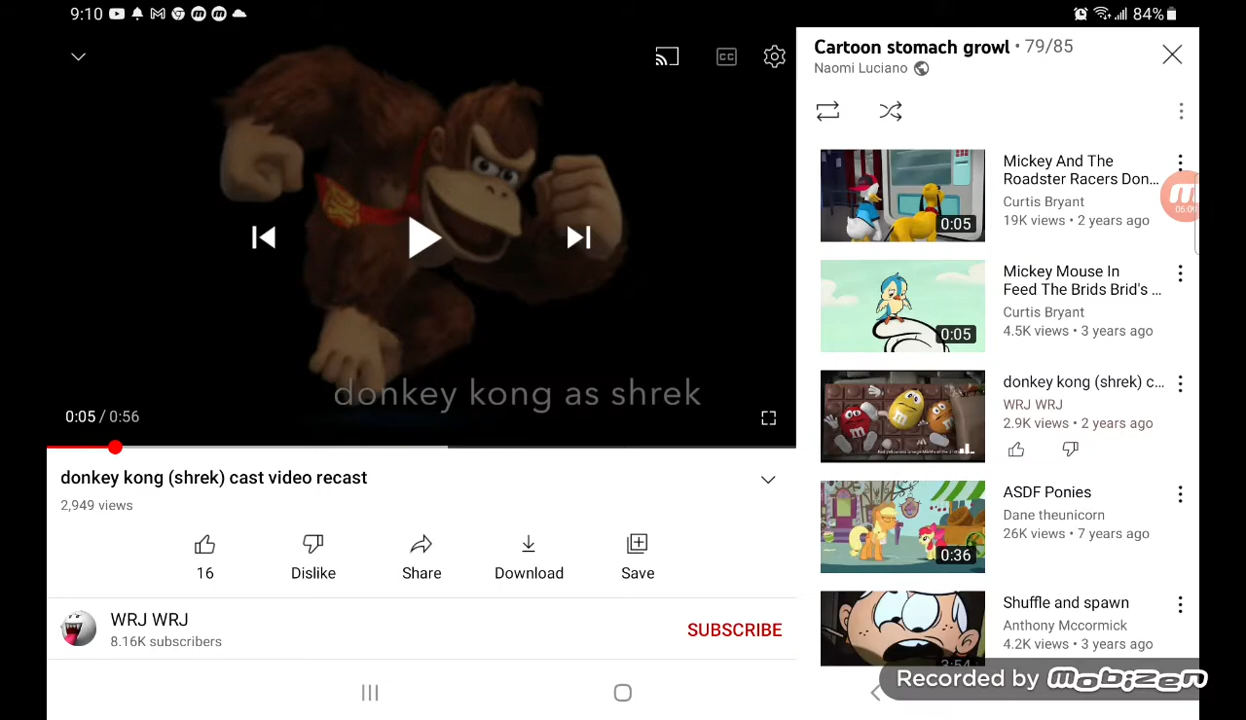 9:10
84%
donkey kong as shrek
0:05 / 0:56
donkey kong (shrek) cast video recast
2,949 views
16
Dislike
Share
Download
Save
WRJ WRJ
8.16K subscribers
SUBSCRIBE
Cartoon stomach growl • 79/85
Naomi Luciano
Mickey And The
Roadster Racers Don...
Curtis Bryant
19K views • 2 years ago
0:05
Mickey Mouse In
Feed The Brids Brid's ...
Curtis Bryant
4.5K views • 3 years ago
0:05
donkey kong (shrek) c...
WRJ WRJ
2.9K views • 2 years ago
ASDF Ponies
Dane theunicorn
26K views • 7 years ago
0:36
Shuffle and spawn
Anthony Mccormick
4.2K views • 3 years ago
3:54
Recorded by mobizen